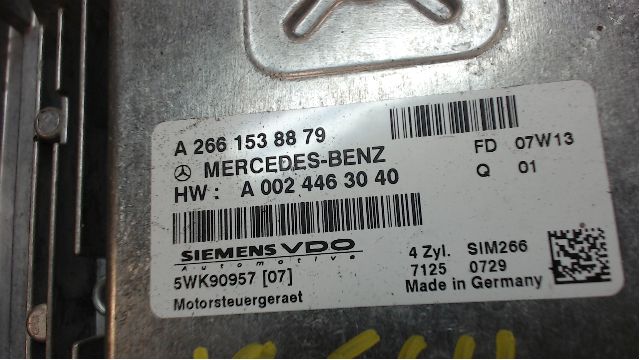 A 266 153 88 79
MERCEDES-BENZ
HW : A 002 446 30 40
FD 07W13
Q 01
SIEMENS VDO
Automotive
5WK90957 [07]
Motorsteuergeraet
4 Zyl. SIM266
7125 0729
Made in Germany